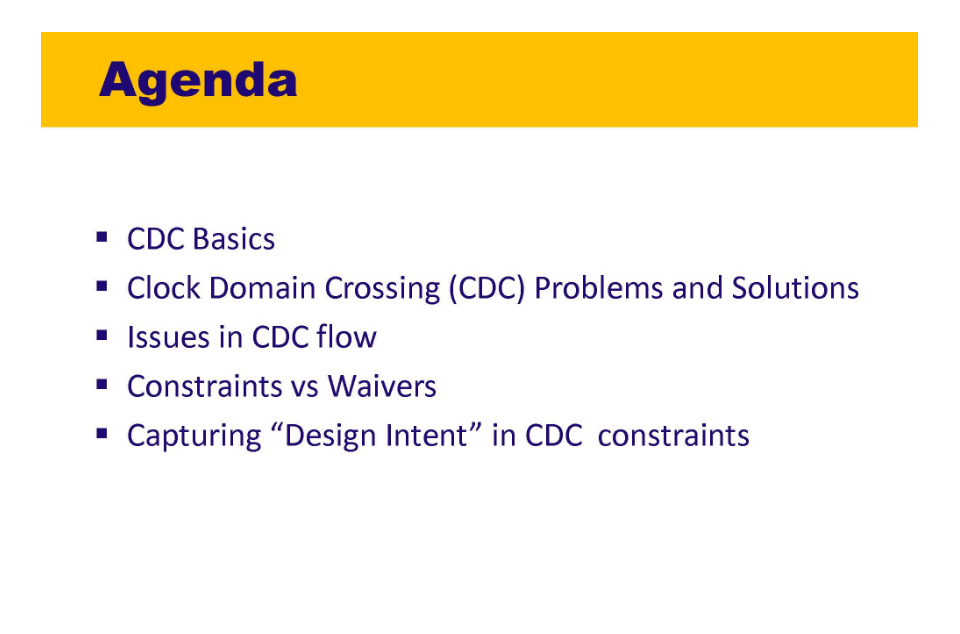 Agenda
▪ CDC Basics
▪ Clock Domain Crossing (CDC) Problems and Solutions
▪ Issues in CDC flow
▪ Constraints vs Waivers
▪ Capturing “Design Intent” in CDC  constraints